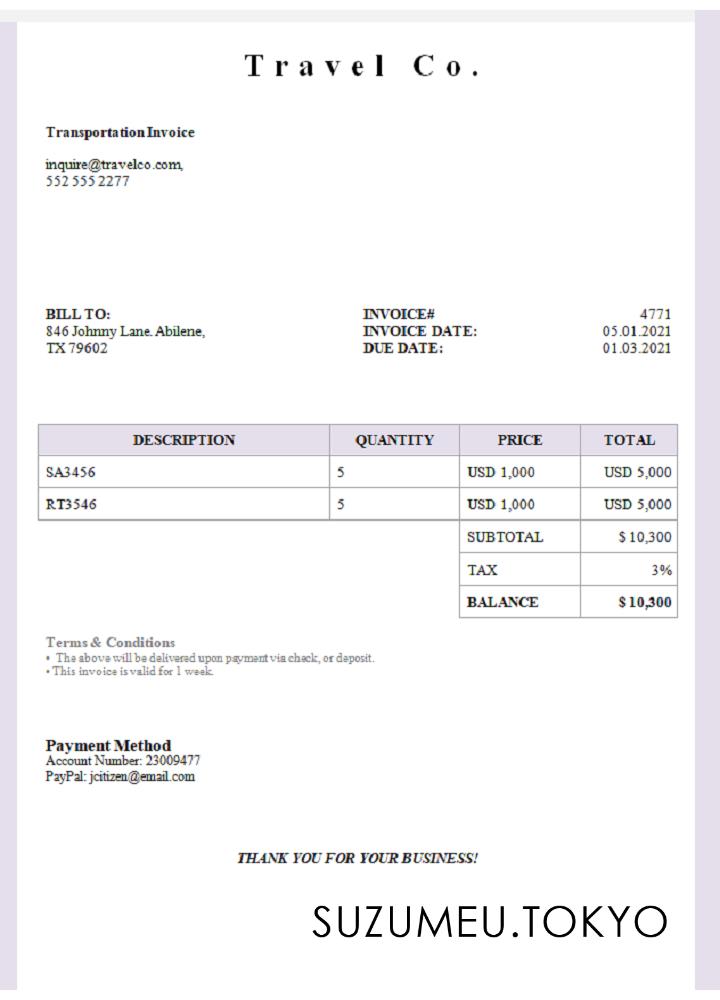 Travel Co.
Transportation Invoice
inquire@travelco.com,
552 555 2277
BILL TO:
846 Johnny Lane. Abilene,
TX 79602
INVOICE# 4771
INVOICE DATE: 05.01.2021
DUE DATE: 01.03.2021
DESCRIPTION QUANTITY PRICE TOTAL
SA3456 5 USD 1,000 USD 5,000
RT3546 5 USD 1,000 USD 5,000
SUBTOTAL $ 10,300
TAX 3%
BALANCE $ 10,300
Terms & Conditions
• The above will be delivered upon payment via check, or deposit.
• This invoice is valid for 1 week.
Payment Method
Account Number: 23009477
PayPal: jcitizen@email.com
THANK YOU FOR YOUR BUSINESS!
SUZUMEU.TOKYO